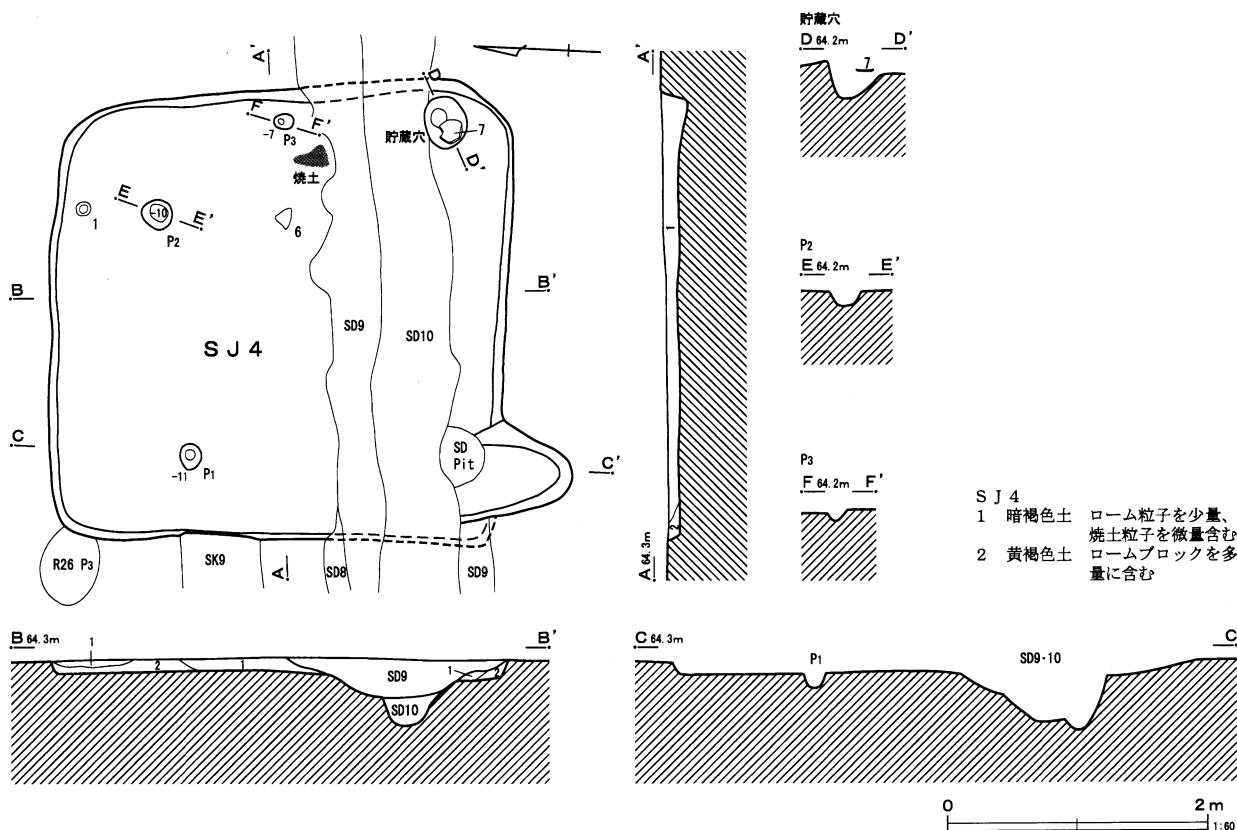 A'
F
F'
-7
P3
焼土
D
貯蔵穴
7
D'
1
E
-10
E'
P2
6
B
B'
SD9
SD10
SJ4
C
-11
P1
SD
Pit
C'
R26 P3
SK9
A
SD8
SD9
A'
1
2
A 64.3m
貯蔵穴
D 64.2m D'
7
P2
E 64.2m E'
P3
F 64.2m F'
SJ4
1 暗褐色土 ローム粒子を少量、
焼土粒子を微量含む
2 黄褐色土 ロームブロックを多
量に含む
B 64.3m 1 B'
2 1 SD9 1 2
SD10
C 64.3m P1 SD9・10 C
0 2m
1:60